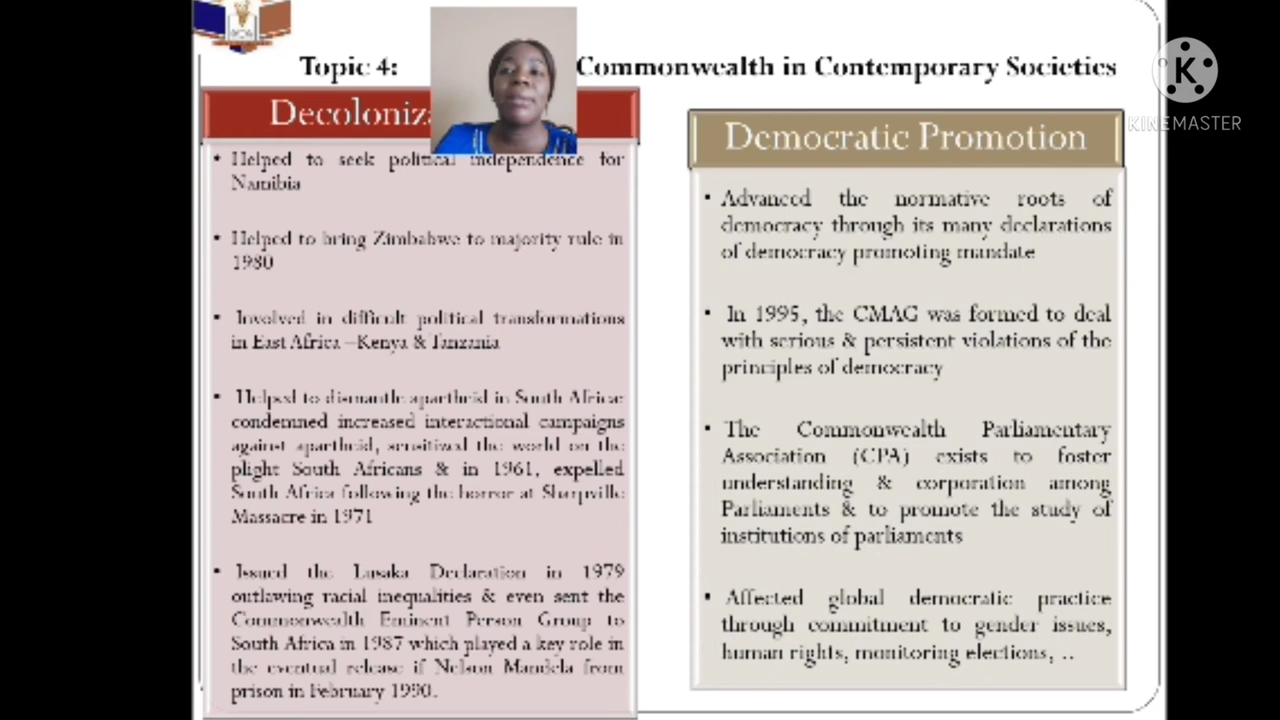 Topic 4:
Commonwealth in Contemporary Societies
KINEMASTER
Decoloniz
Helped to seek political independence for
Namibia
Helped to bring Zimbabwe to majority rule in
1980
Involved in difficult political transformations
in East Africa –Kenya & Tanzania
Helped to dismantle apartheid in South Africa:
condemned increased interactional campaigns
against apartheid, sensitized the world on the
plight South Africans & in 1961, expelled
South Africa following the horror at Sharpville
Massacre in 1971
Issued the Lusaka Declaration in 1979
outlawing racial inequalities & even sent the
Commonwealth Eminent Person Group to
South Africa in 1987 which played a key role in
the eventual release if Nelson Mandela from
prison in February 1990.
Democratic Promotion
Advanced the normative roots of
democracy through its many declarations
of democracy promoting mandate
In 1995, the CMAG was formed to deal
with serious & persistent violations of the
principles of democracy
The Commonwealth Parliamentary
Association (CPA) exists to foster
understanding & corporation among
Parliaments & to promote the study of
institutions of parliaments
Affected global democratic practice
through commitment to gender issues,
human rights, monitoring elections, ..